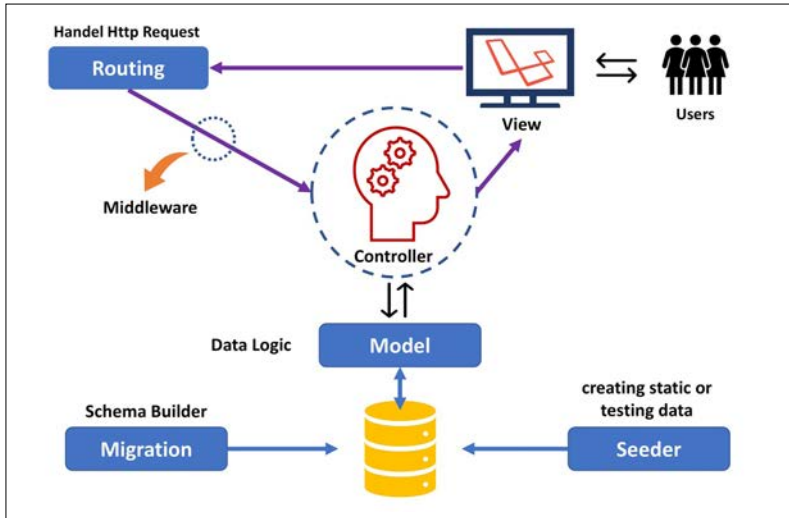 Handel Http Request
Routing
View
Users
Middleware
Controller
Data Logic
Model
Schema Builder
Migration
creating static or
testing data
Seeder